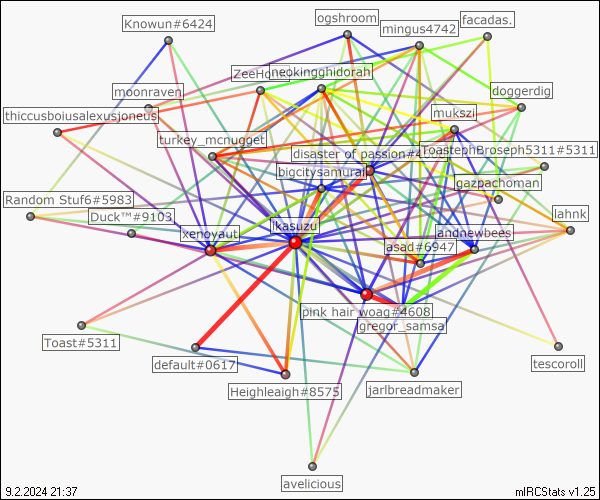 ogshroom
facadas.
Knowun#6424
mingus4742
ZeeHo
neokingghidorah
moonraven
doggerdig
thiccusboiusalexusjoneus
mukszi
turkey_mcnugget
disaster of passion#4
ToastephBroseph5311#5311
bigcitysamurai
gazpachoman
Random Stuf6#5983
Duck™#9103
lahnk
xenoyaut
ikasuzu
andnewbees
asad#6947
pink hair woag#4608
gregor_samsa
Toast#5311
default#0617
tescoroll
Heighleaigh#8575
jarlbreadmaker
avelicious
9.2.2024 21:37
mIRCStats v1.25